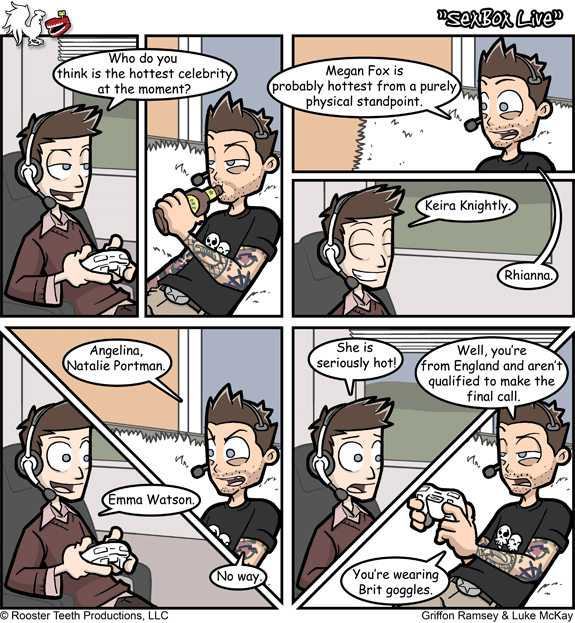 "SexBox Live"
Who do you
think is the hottest celebrity
at the moment?
Megan Fox is
probably hottest from a purely
physical standpoint.
Keira Knightly.
Rhianna.
Angelina,
Natalie Portman.
Emma Watson.
No way.
She is
seriously hot!
Well, you're
from England and aren't
qualified to make the
final call.
You're wearing
Brit goggles.
© Rooster Teeth Productions, LLC
Griffon Ramsey & Luke McKay